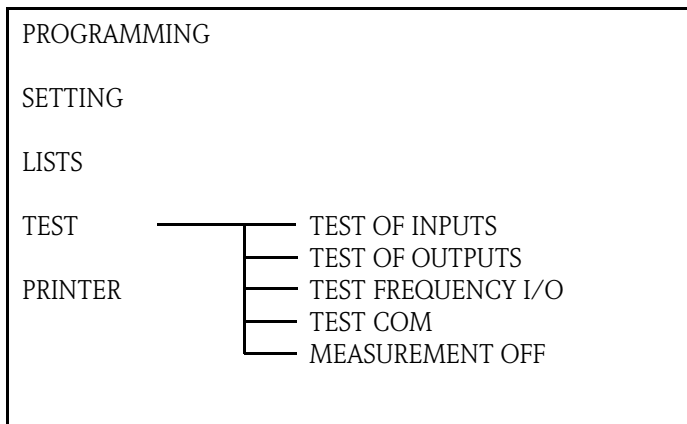 PROGRAMMING
SETTING
LISTS
TEST
TEST OF INPUTS
TEST OF OUTPUTS
PRINTER
TEST FREQUENCY I/O
TEST COM
MEASUREMENT OFF